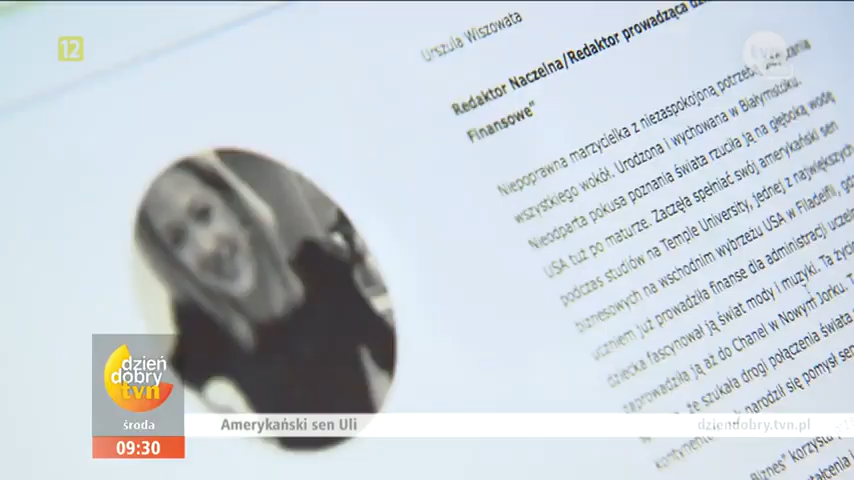 12
tvn
Urszula Wiszowata
Redaktor Naczelna/Redaktor prowadząca
Finansowe"
Niepoprawna marzycielka z niezaspokojoną
wszystkiego wokół. Urodzona i wychowana w Białymstoku.
Nieodparta pokusa poznania świata rzuciła ją na głęboką wodę
USA tuż po maturze. Zaczęła spełniać swój amerykański sen
podczas studiów na Temple University, jednej z największych
biznesowych na wschodnim wybrzeżu USA w Filadelfii,
uczniem już prowadziła finanse dla administracji
dziecka fascynował ją świat mody i muzyki. Ta
zaprowadziła ją aż do Chanel w Nowym Jorku.
że szukała drogi połączenia świata
narodził się pomysł
Biznes" korzysta
dzień
dobry
tvn
środa
09:30
Amerykański sen Uli
dziendobry.tvn.pl